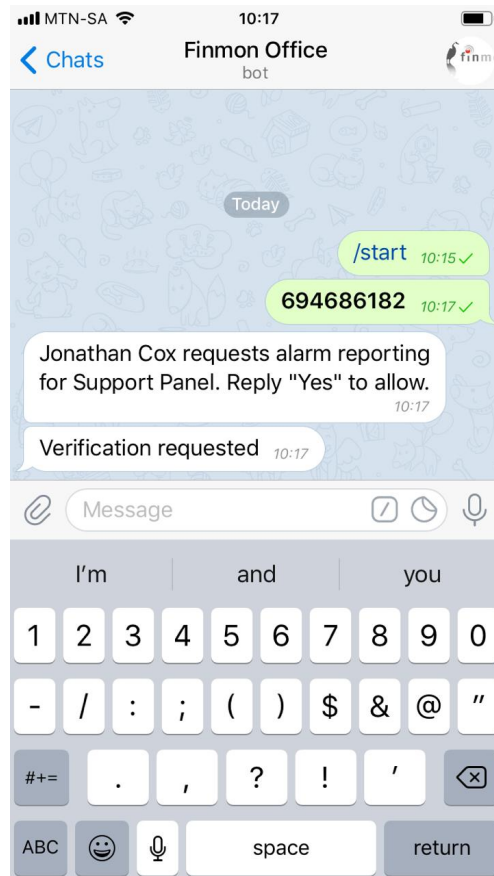 MTN-SA 10:17
Chats Finmon Office
bot
Today
/start 10:15
694686182 10:17
Jonathan Cox requests alarm reporting
for Support Panel. Reply "Yes" to allow.
10:17
Verification requested 10:17
Message
I'm and you
1 2 3 4 5 6 7 8 9 0
- / : ; ( ) $ & @ "
#+= . , ? ! '
ABC space return